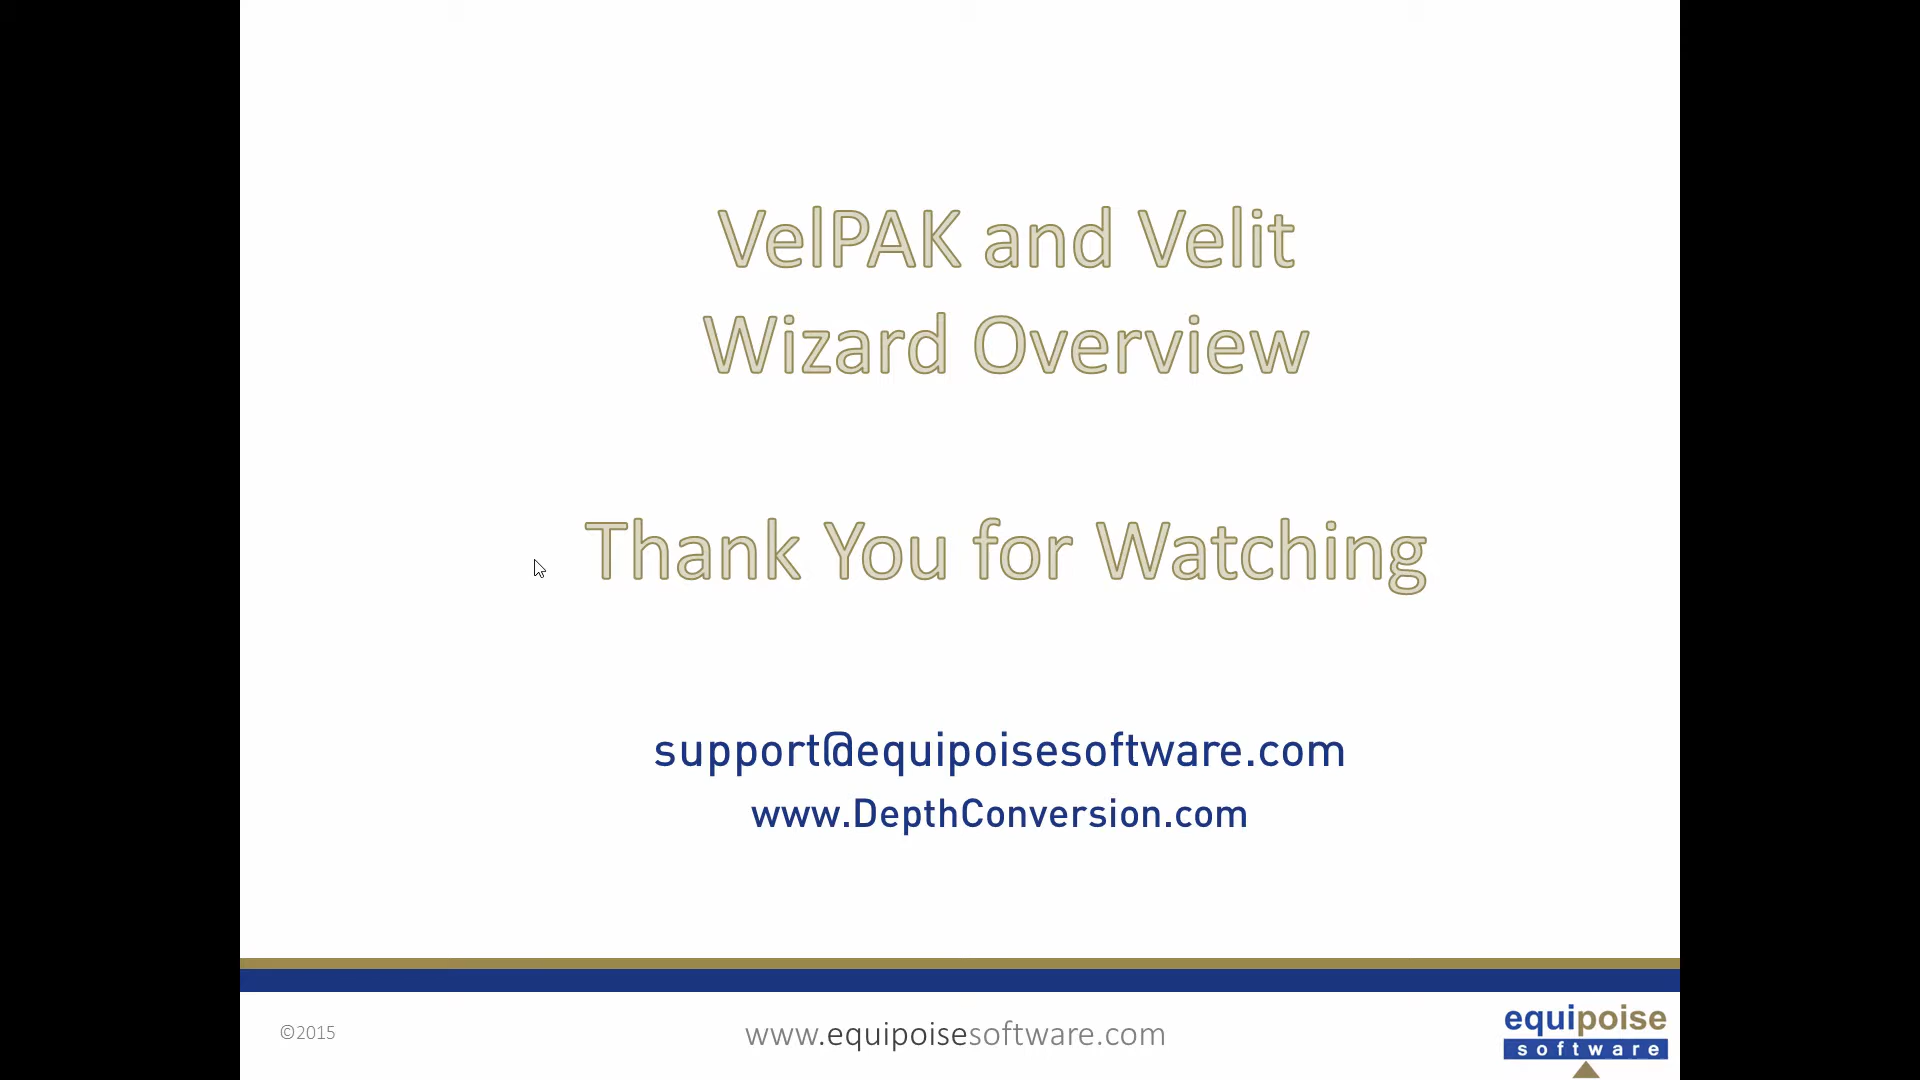 VelPAK and Velit
Wizard Overview
Thank You for Watching
support@equipoisesoftware.com
www.DepthConversion.com
©2015
www.equipoisesoftware.com
equipoise
software